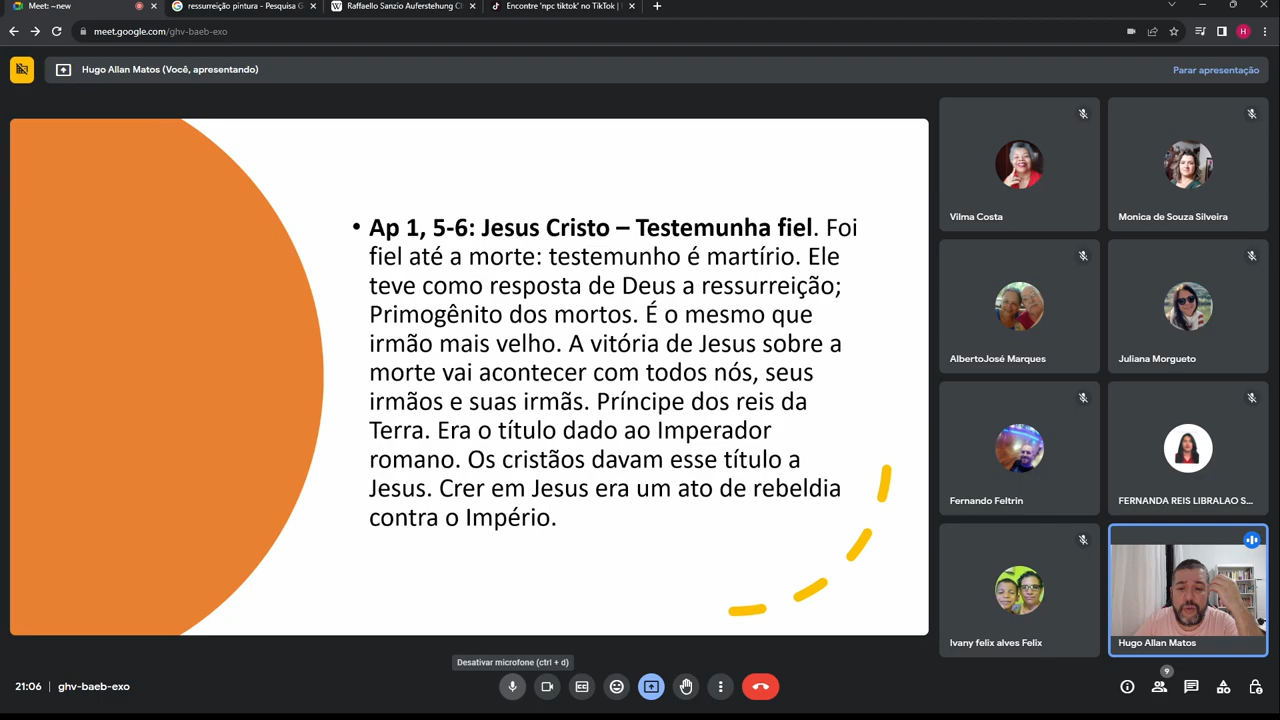 Meet: –new
ressurreição pintura - Pesquisa G
Raffaello Sanzio Auferstehung Ch
Encontre 'npc tiktok' no TikTok |
meet.google.com/ghv-baeb-exo
H
Hugo Allan Matos (Você, apresentando)
Parar apresentação
• Ap 1, 5-6: Jesus Cristo – Testemunha fiel. Foi
fiel até a morte: testemunho é martírio. Ele
teve como resposta de Deus a ressurreição;
Primogênito dos mortos. É o mesmo que
irmão mais velho. A vitória de Jesus sobre a
morte vai acontecer com todos nós, seus
irmãos e suas irmãs. Príncipe dos reis da
Terra. Era o título dado ao Imperador
romano. Os cristãos davam esse título a
Jesus. Crer em Jesus era um ato de rebeldia
contra o Império.
Vilma Costa
Monica de Souza Silveira
AlbertoJosé Marques
Juliana Morgueto
Fernando Feltrin
FERNANDA REIS LIBRALAO S...
Ivany felix alves Felix
Hugo Allan Matos
Desativar microfone (ctrl + d)
21:06 | ghv-baeb-exo
9